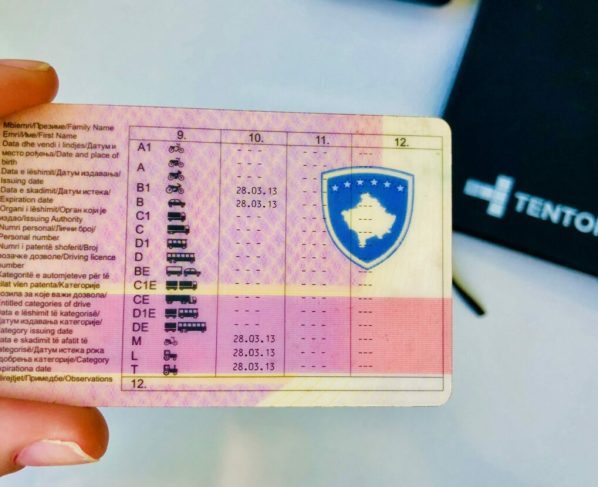 Mbiemri/Презиме/Family Name
Emri/Име/First Name
Data dhe vendi i lindjes/Датум и
место рођења/Date and place of
birth
Data e lëshimit/Датум издавања/
Issuing date
Data e skadimit/Датум истека/
Expiration date
Organi i lëshimit/Орган који је
издао/Issuing Authority
Numri personal/Лични број/
Personal number
Numri i patentë shoferit/Број
возачке дозволе/Driving licence
number
Kategoritë e automjeteve për të
cilat vlen patenta/Категорије
возила за које важи дозвола/
Entitled categories of drive
Data e lëshimit të kategorisë/
Датум издавања категорије/
Category issuing date
Data e skadimit të afatit të
kategorisë/Датум истека рока
одобрења категорије/Category
expirationa date
Vërejtjet/Примедбе/Observations
9. 10. 11. 12.
A1 --- --- ---
A --- --- ---
B1 28.03.13 --- ---
B 28.03.13 --- ---
C1 --- --- ---
C --- --- ---
D1 --- --- ---
D --- --- ---
BE --- --- ---
C1E --- --- ---
CE --- --- ---
D1E --- --- ---
DE --- --- ---
M 28.03.13 --- ---
L 28.03.13 --- ---
T 28.03.13 --- ---
12.
TENTO